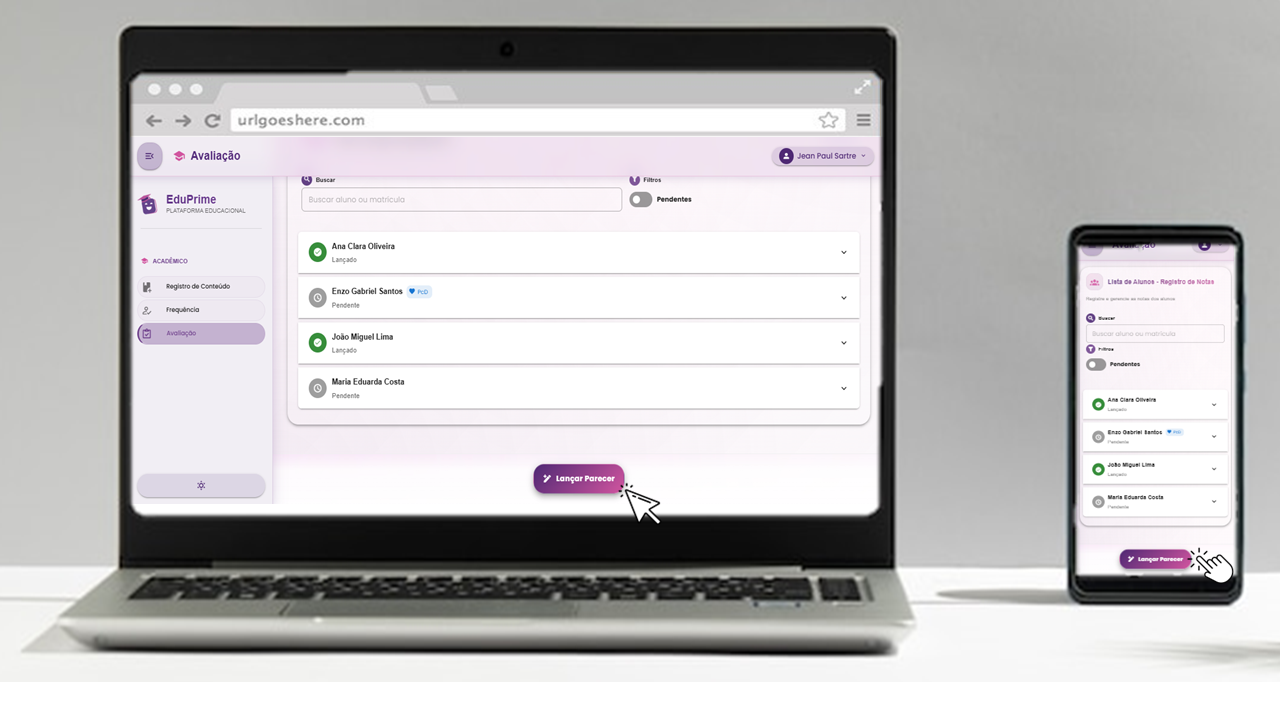 urlgoeshere.com
Avaliação
Jean Paul Sartre
EduPrime
PLATAFORMA EDUCACIONAL
ACADÊMICO
Registro de Conteúdo
Frequência
Avaliação
Buscar
Filtros
Buscar aluno ou matrícula
Pendentes
Ana Clara Oliveira
Lançado
Enzo Gabriel Santos
PcD
Pendente
João Miguel Lima
Lançado
Maria Eduarda Costa
Pendente
Lançar Parecer
Avaliação
Lista de Alunos - Registro de Notas
Registre e gerencie as notas dos alunos
Buscar
Buscar aluno ou matrícula
Filtros
Pendentes
Ana Clara Oliveira
Lançado
Enzo Gabriel Santos
PcD
Pendente
João Miguel Lima
Lançado
Maria Eduarda Costa
Pendente
Lançar Parecer